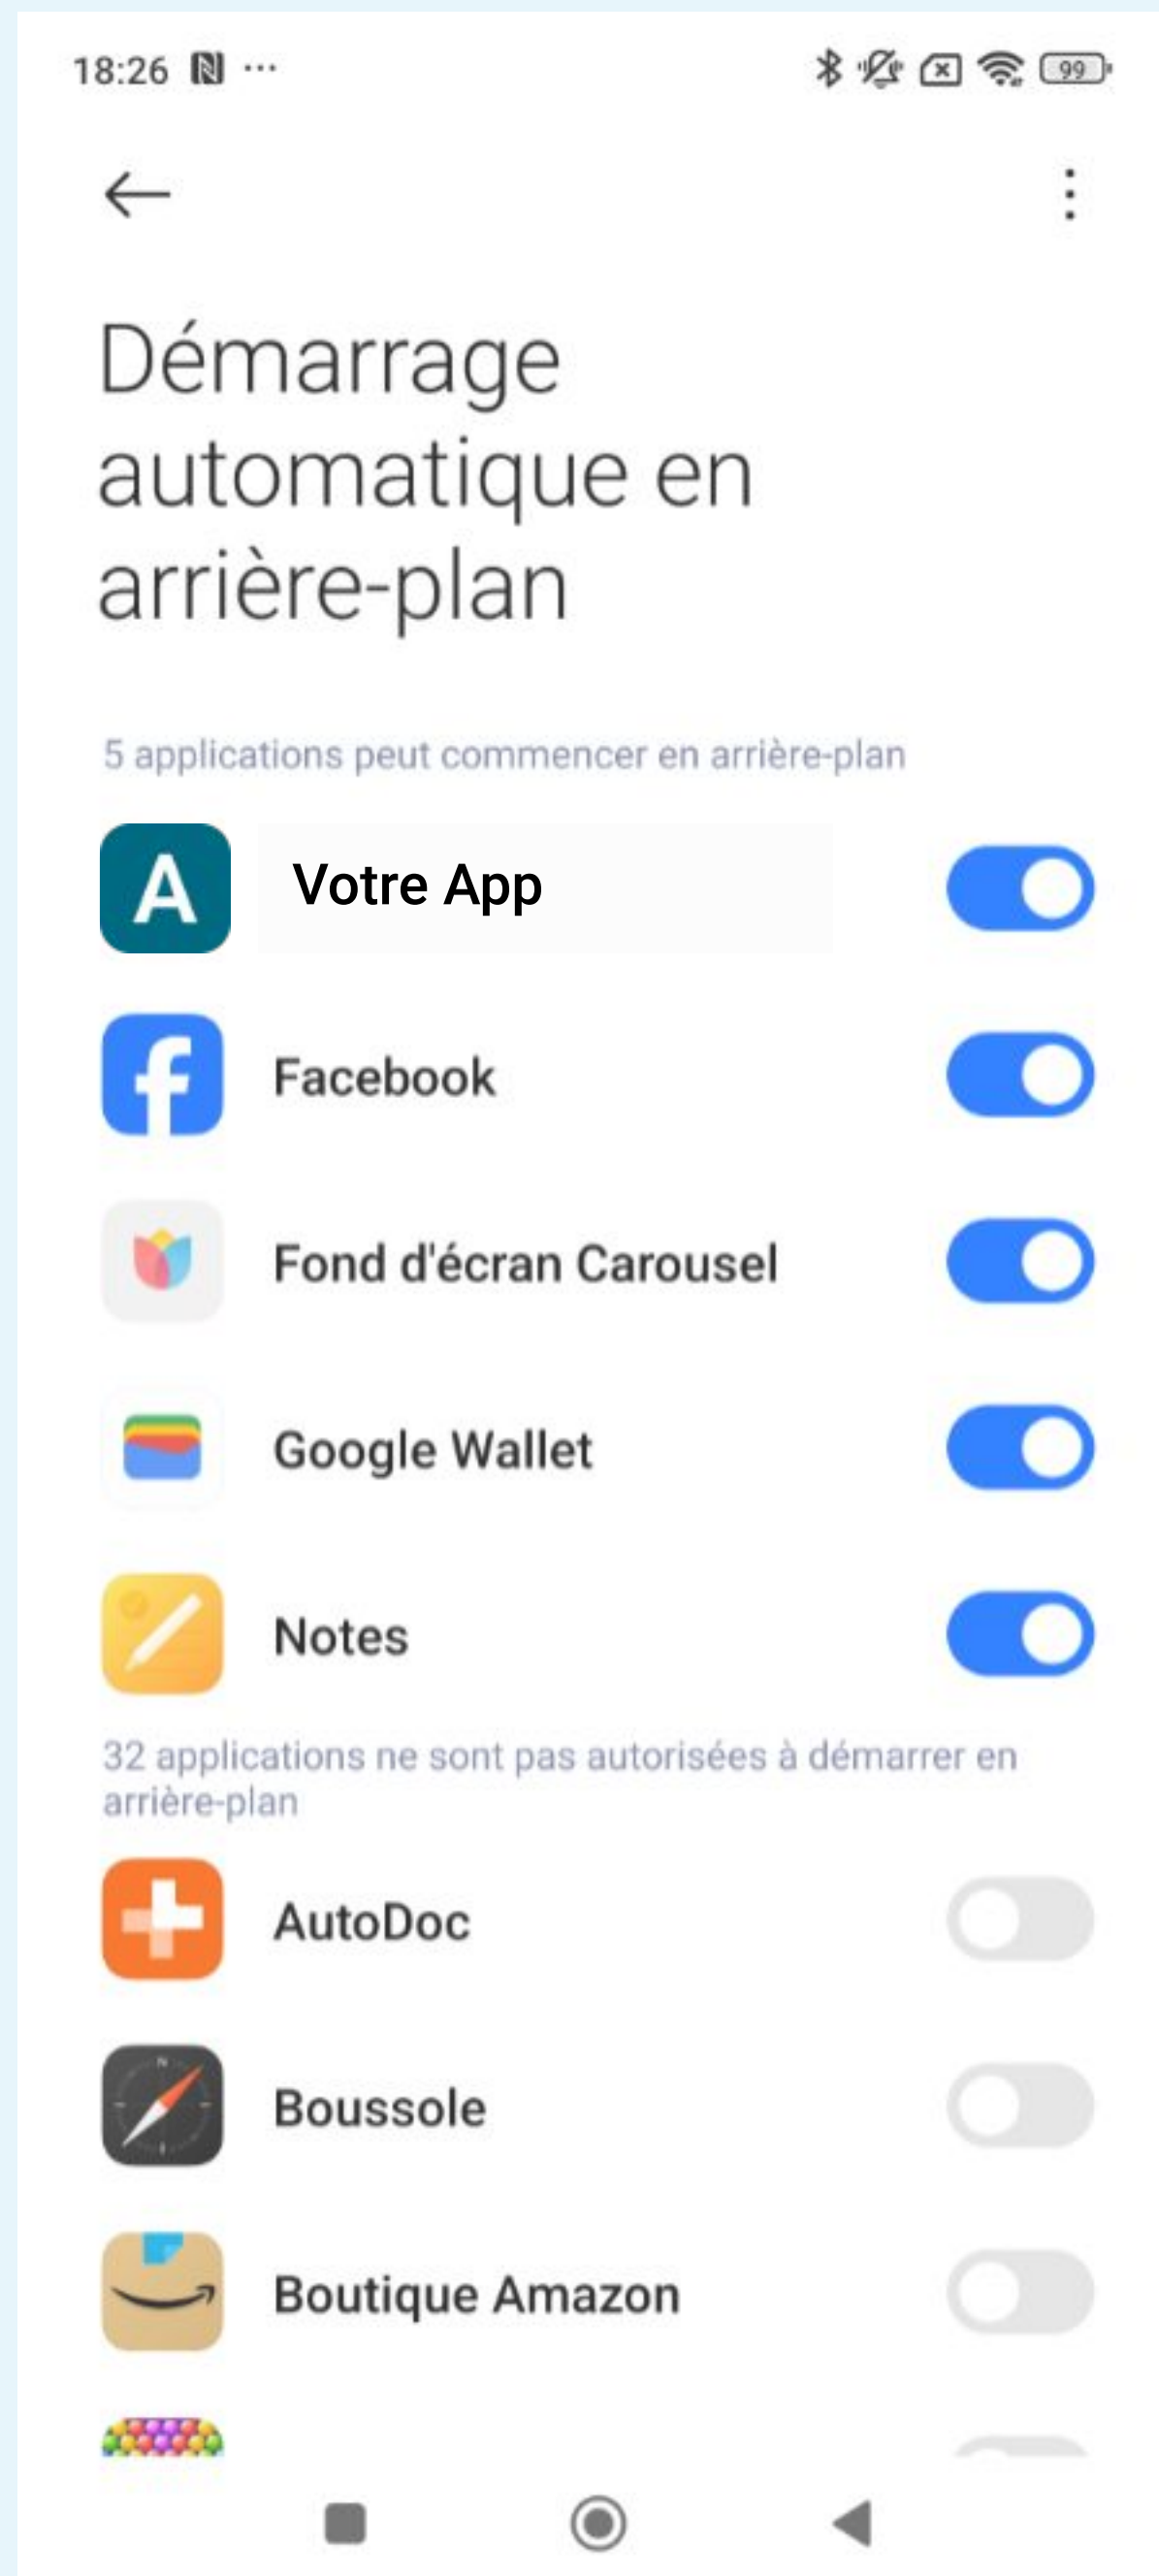 18:26
99
Démarrage
automatique en
arrière-plan
5 applications peut commencer en arrière-plan
A
Votre App
Facebook
Fond d'écran Carousel
Google Wallet
Notes
32 applications ne sont pas autorisées à démarrer en
arrière-plan
AutoDoc
N
Boussole
Boutique Amazon